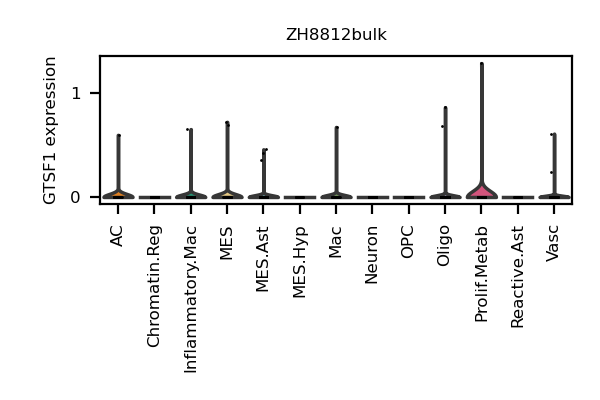 ZH8812bulk
GTSF1 expression
1
0
AC
Chromatin.Reg
Inflammatory.Mac
MES
MES.Ast
MES.Hyp
Mac
Neuron
OPC
Oligo
Prolif.Metab
Reactive.Ast
Vasc